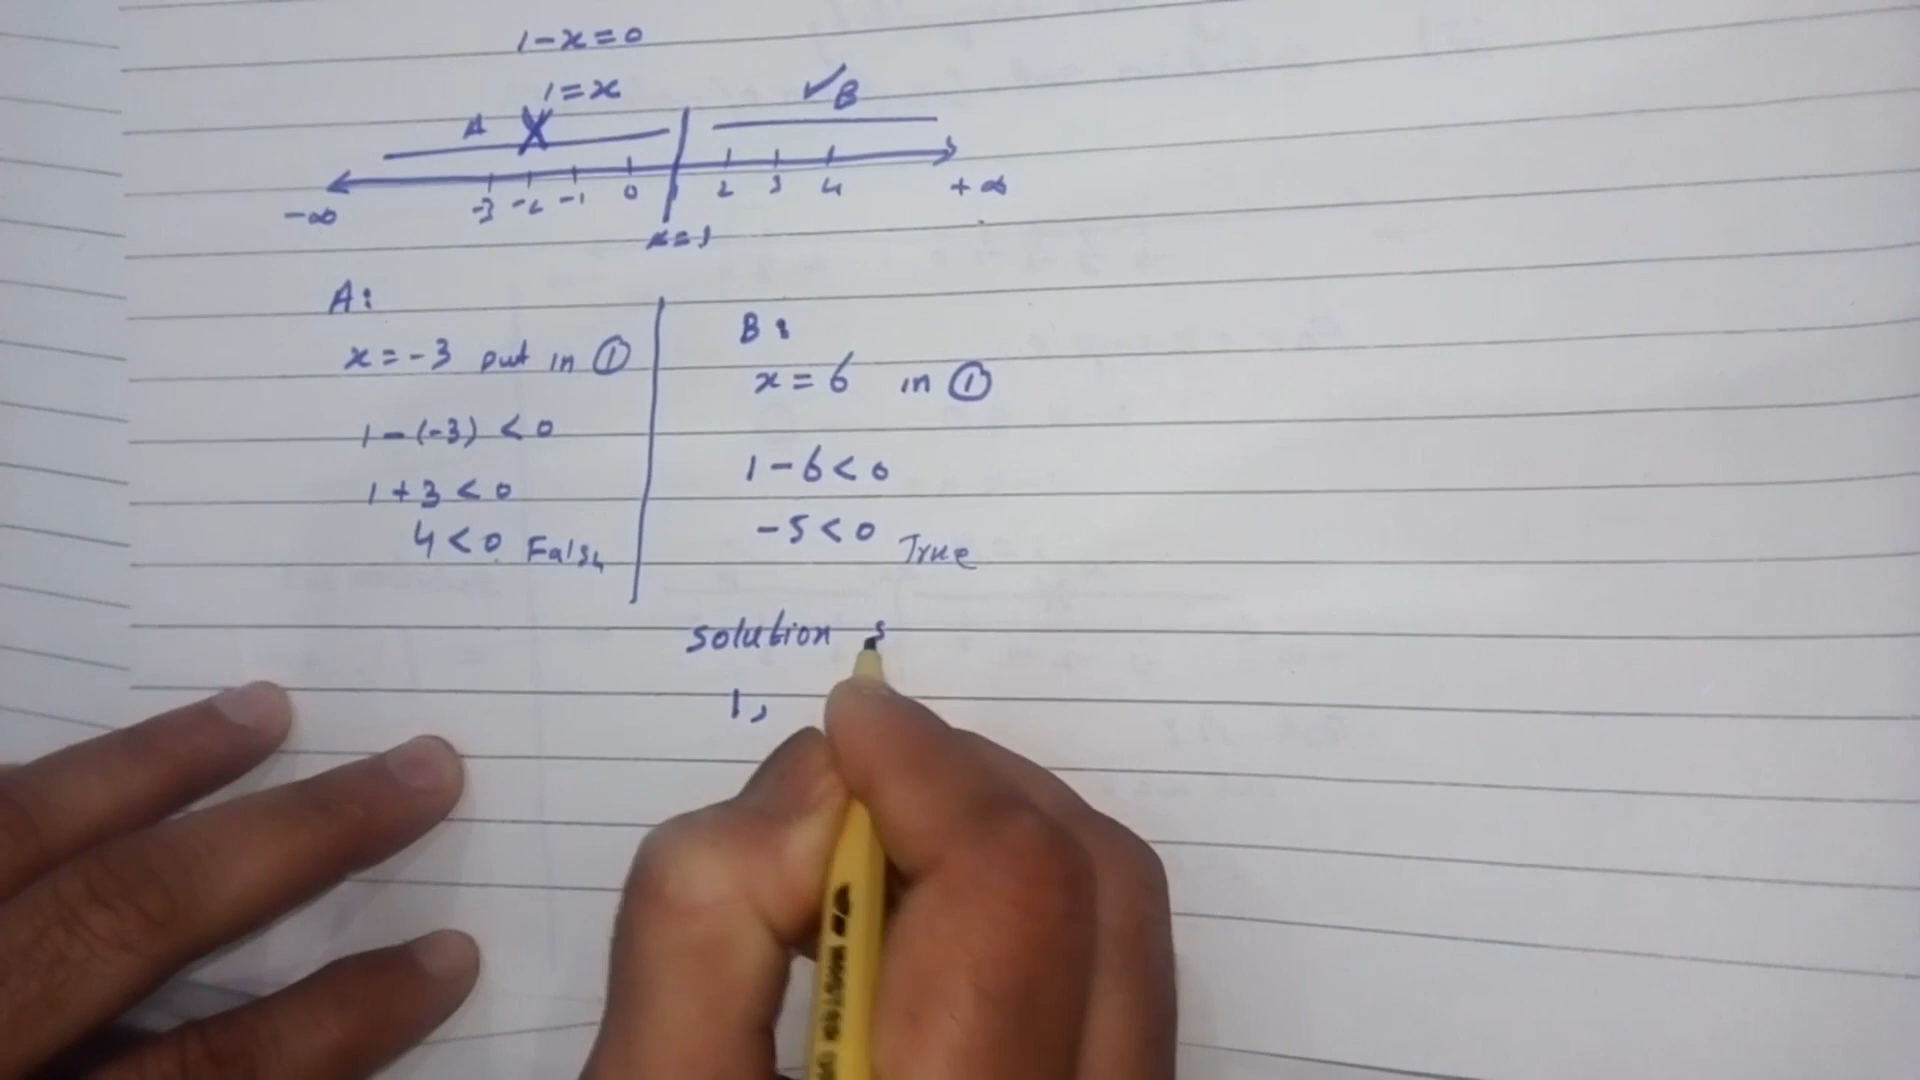 1-x=0
1=x
A B
-3 -2 -1 0 2 3 4
-∞ +∞
x=1
A:
x=-3 put in ①
1-(-3) <0
1+3<0
4<0 False
B:
x=6 in ①
1-6<0
-5<0 True
solution :
1,